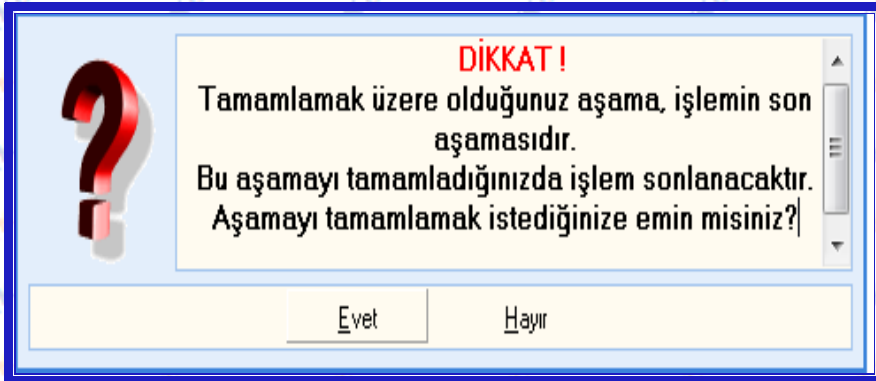 DİKKAT !
Tamamlamak üzere olduğunuz aşama, işlemin son
aşamasıdır.
Bu aşamayı tamamladığınızda işlem sonlanacaktır.
Aşamayı tamamlamak istediğinize emin misiniz?
Evet
Hayır